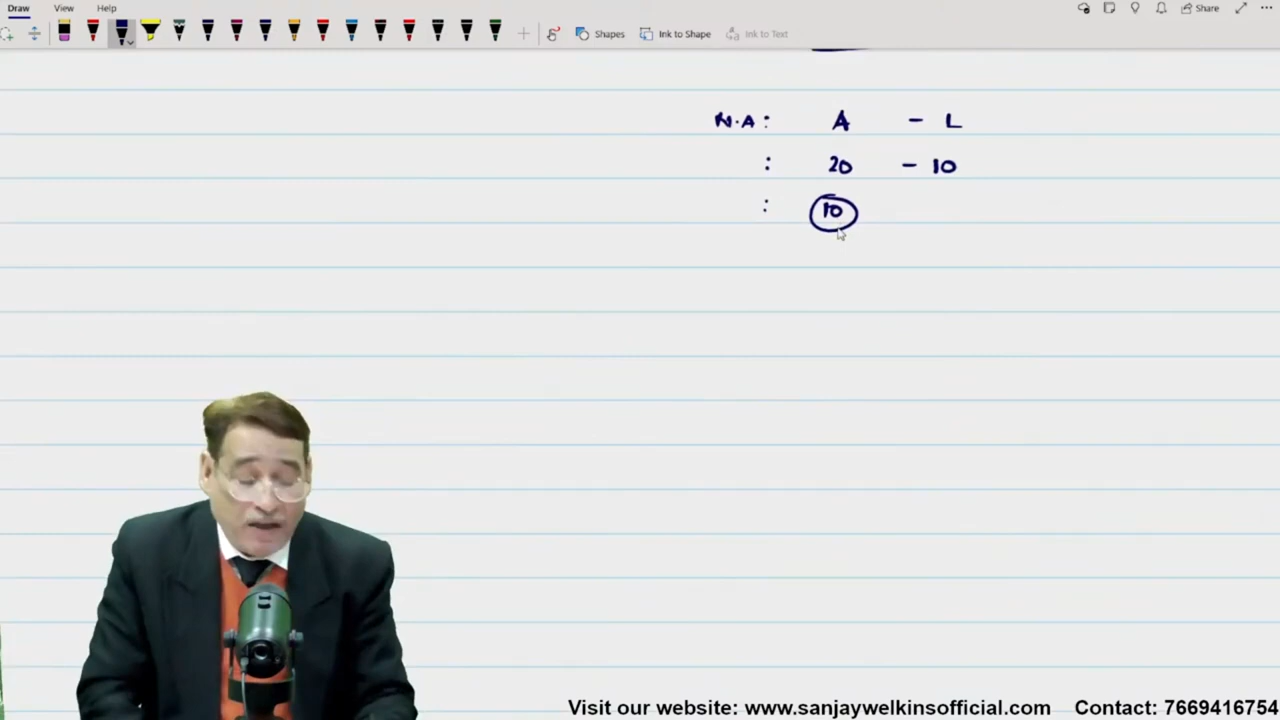 Draw View Help Share
Shapes Ink to Shape Ink to Text
N.A : A - L
: 20 - 10
: 10
Visit our website: www.sanjaywelkinsofficial.com Contact: 7669416754